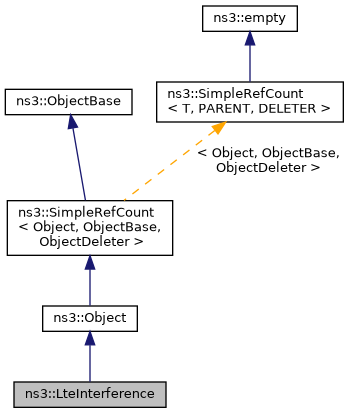 ns3::empty
ns3::SimpleRefCount
< T, PARENT, DELETER >
ns3::ObjectBase
< Object, ObjectBase,
ObjectDeleter >
ns3::SimpleRefCount
< Object, ObjectBase,
ObjectDeleter >
ns3::Object
ns3::LteInterference